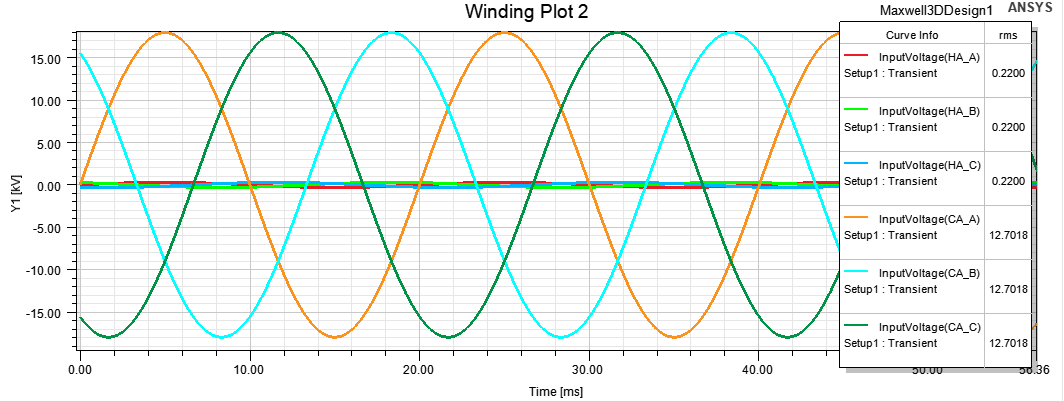 Winding Plot 2
Maxwell3DDesign1
ANSYS
Curve Info
rms
InputVoltage(HA_A)
Setup1 : Transient
0.2200
InputVoltage(HA_B)
Setup1 : Transient
0.2200
InputVoltage(HA_C)
Setup1 : Transient
0.2200
InputVoltage(CA_A)
Setup1 : Transient
12.7018
InputVoltage(CA_B)
Setup1 : Transient
12.7018
InputVoltage(CA_C)
Setup1 : Transient
12.7018
Y1 [kV]
15.00
10.00
5.00
0.00
-5.00
-10.00
-15.00
0.00
10.00
20.00
30.00
40.00
50.00
Time [ms]